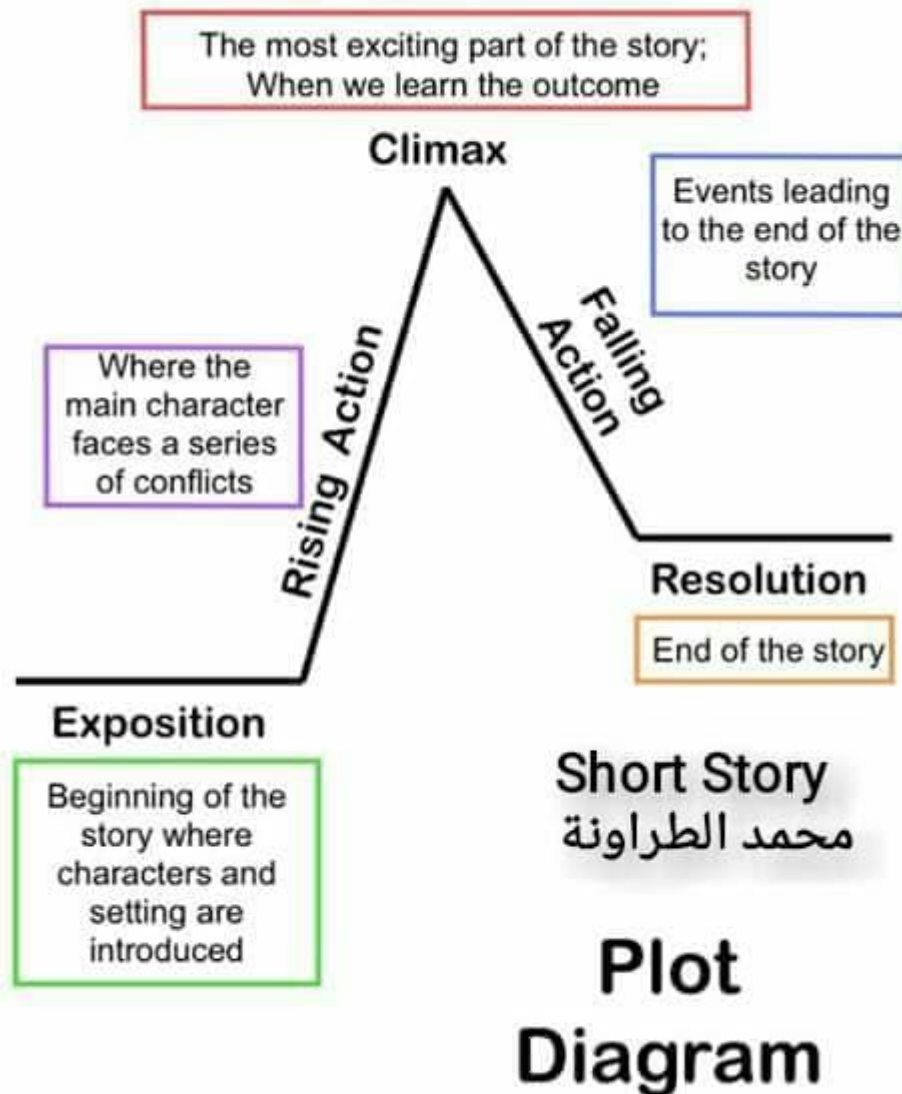 The most exciting part of the story;
When we learn the outcome
Climax
Events leading
to the end of the
story
Falling
Action
Where the
main character
faces a series
of conflicts
Rising Action
Resolution
End of the story
Exposition
Beginning of the
story where
characters and
setting are
introduced
Short Story
محمد الطراونة
Plot
Diagram